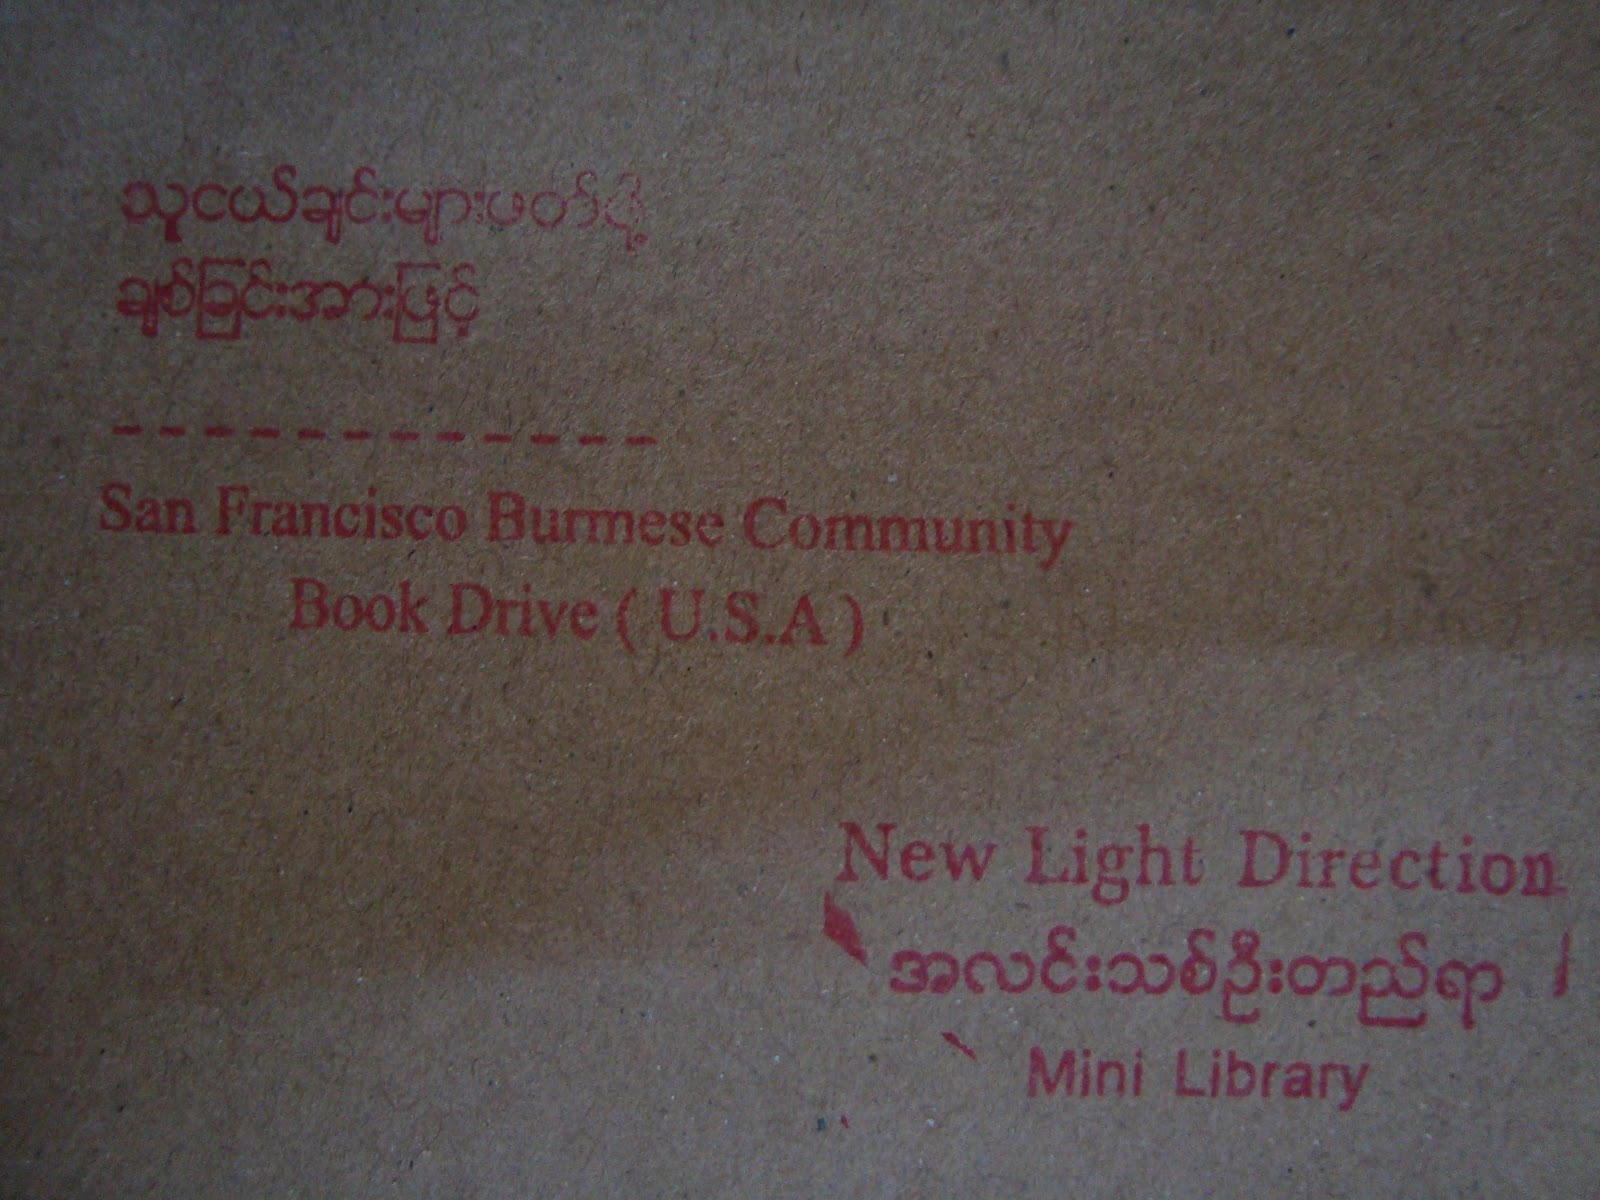 သူငယ်ချင်းများဖတ်ဖို့
ချစ်ခြင်းအားဖြင့်
- - - - - - - - - - - -
San Francisco Burmese Community
Book Drive ( U.S.A )
New Light Direction
အလင်းသစ်ဦးတည်ရာ
Mini Library